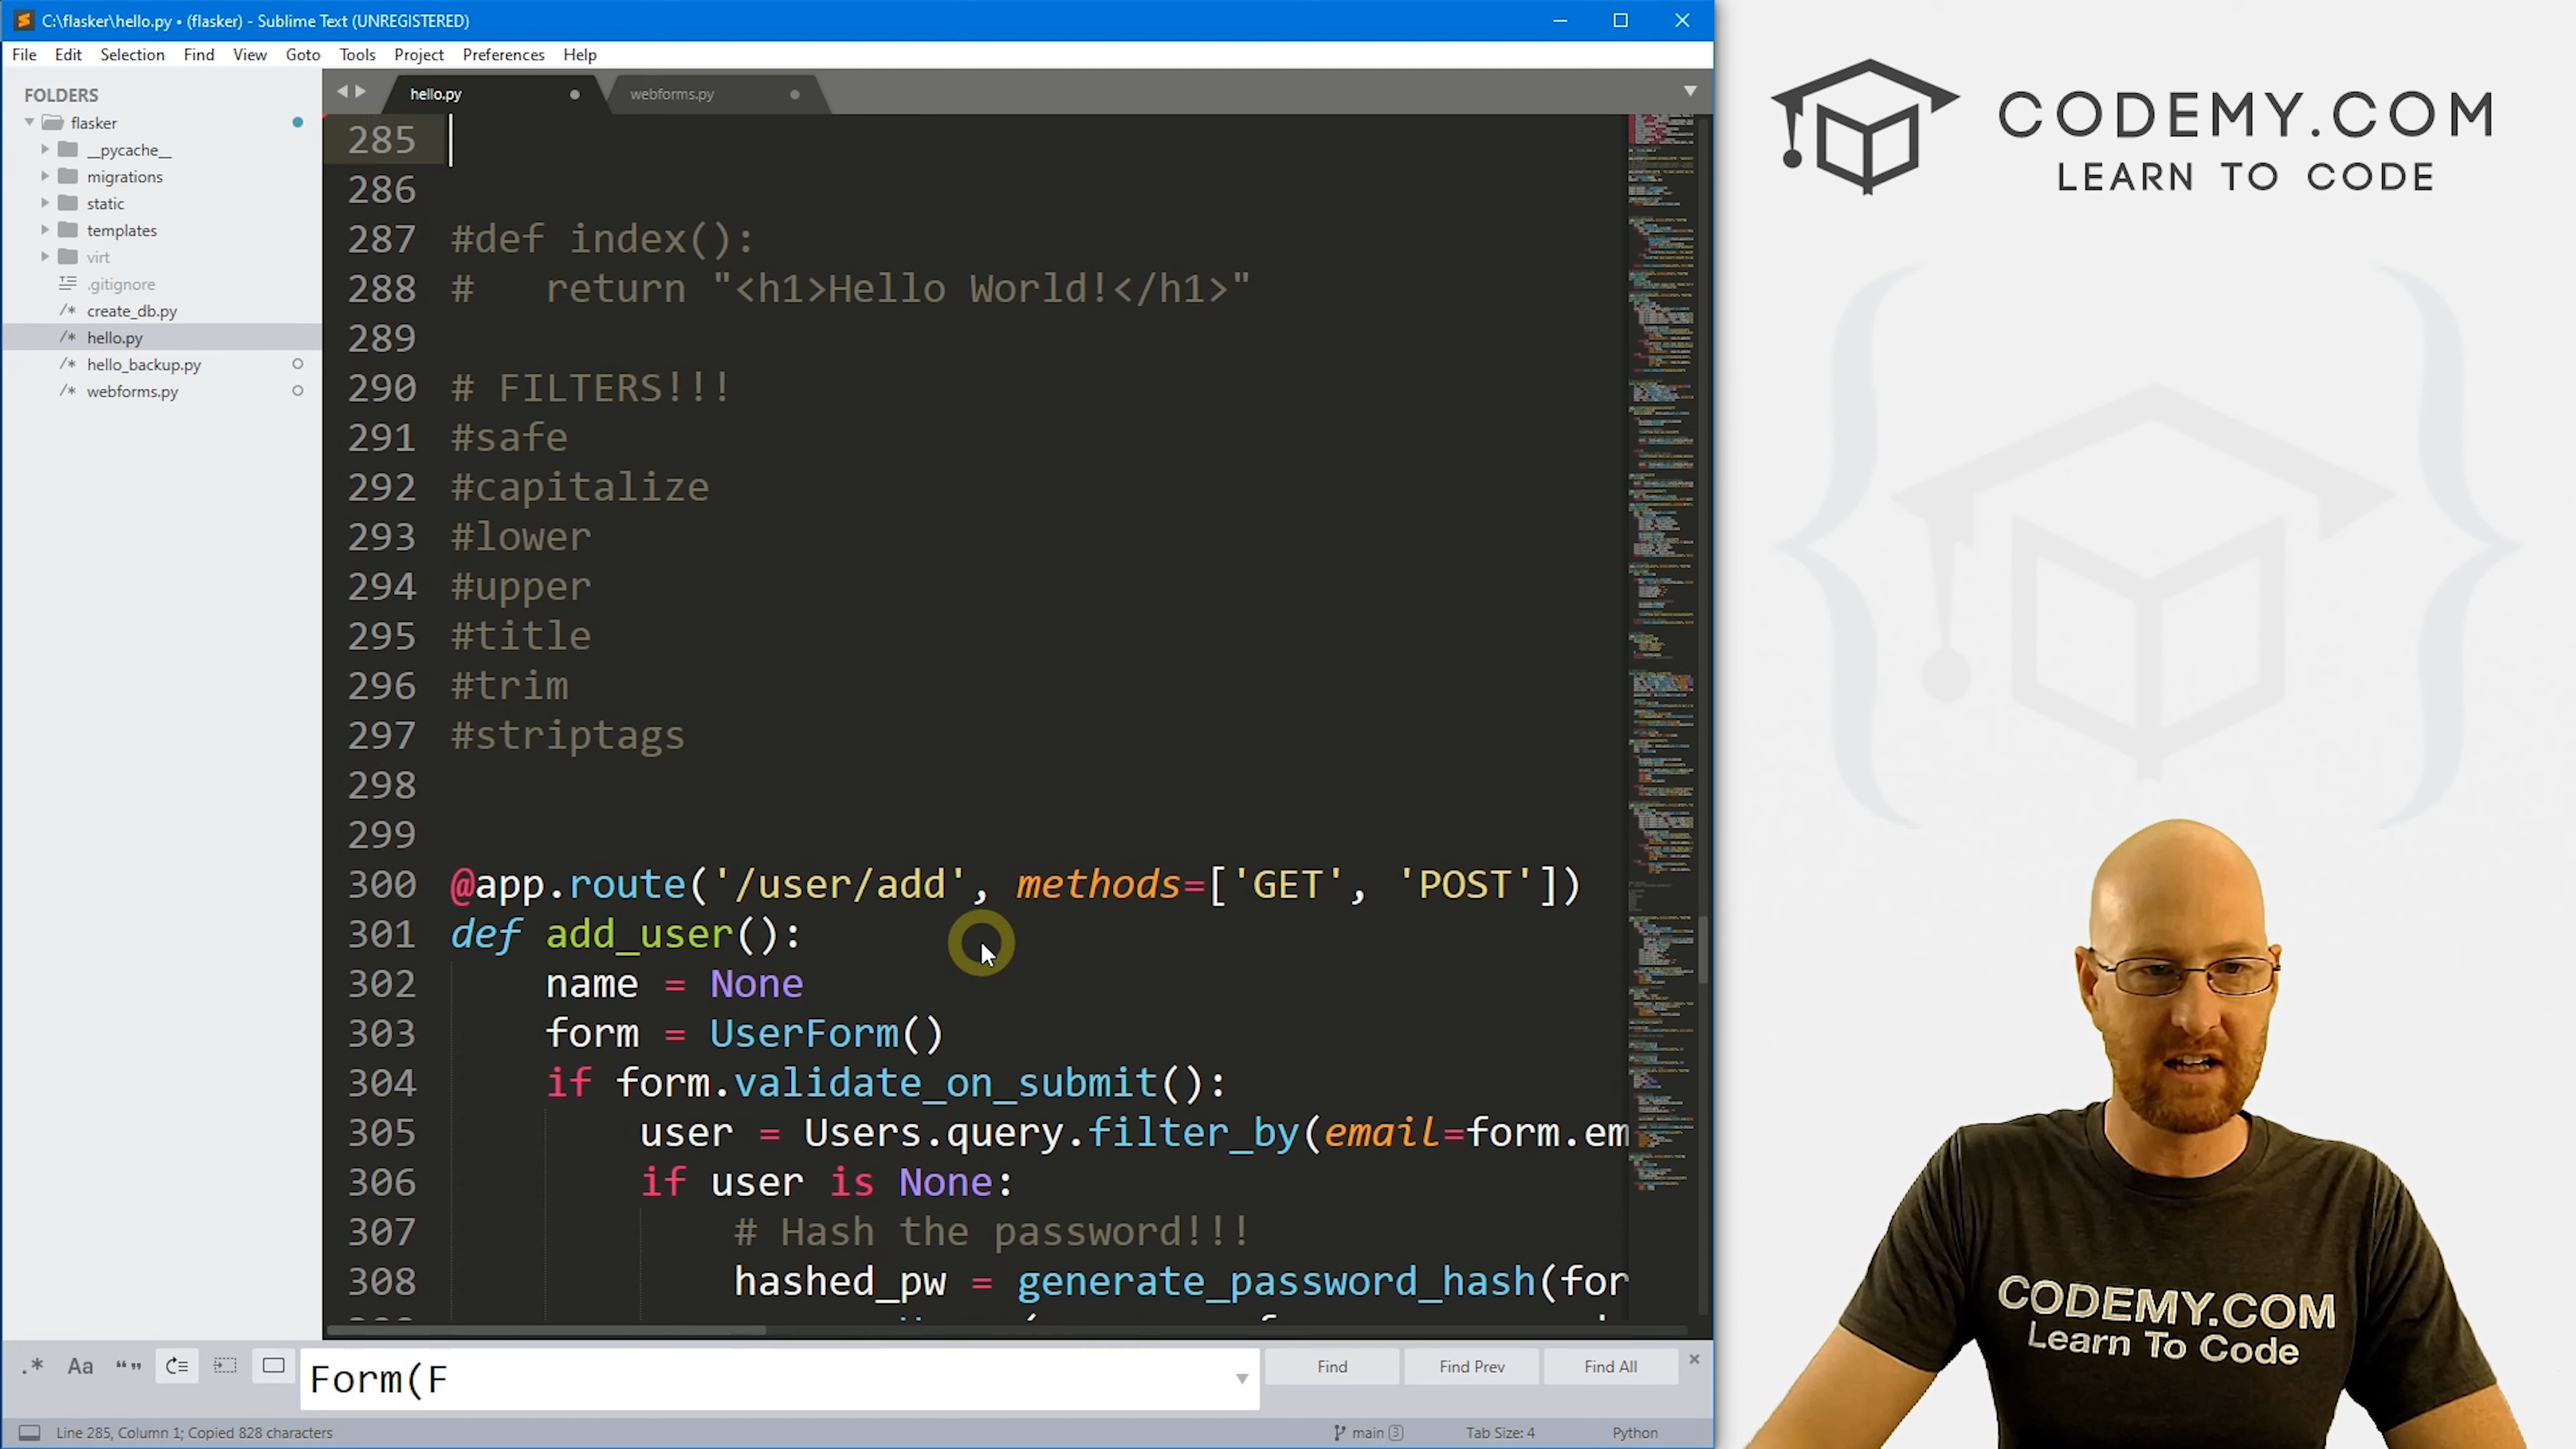 C:\flasker\hello.py • (flasker) - Sublime Text (UNREGISTERED)
File Edit Selection Find View Goto Tools Project Preferences Help
FOLDERS
flasker
__pycache__
migrations
static
templates
virt
.gitignore
create_db.py
hello.py
hello_backup.py
webforms.py
hello.py
webforms.py
285
286
287 #def index():
288 #   return "<h1>Hello World!</h1>"
289
290 # FILTERS!!!
291 #safe
292 #capitalize
293 #lower
294 #upper
295 #title
296 #trim
297 #striptags
298
299
300 @app.route('/user/add', methods=['GET', 'POST'])
301 def add_user():
302     name = None
303     form = UserForm()
304     if form.validate_on_submit():
305         user = Users.query.filter_by(email=form.em
306         if user is None:
307             # Hash the password!!!
308             hashed_pw = generate_password_hash(for
.* Aa “” Form(F Find Find Prev Find All
Line 285, Column 1; Copied 828 characters main 3 Tab Size: 4 Python
CODEMY.COM
LEARN TO CODE
CODEMY.COM
Learn To Code